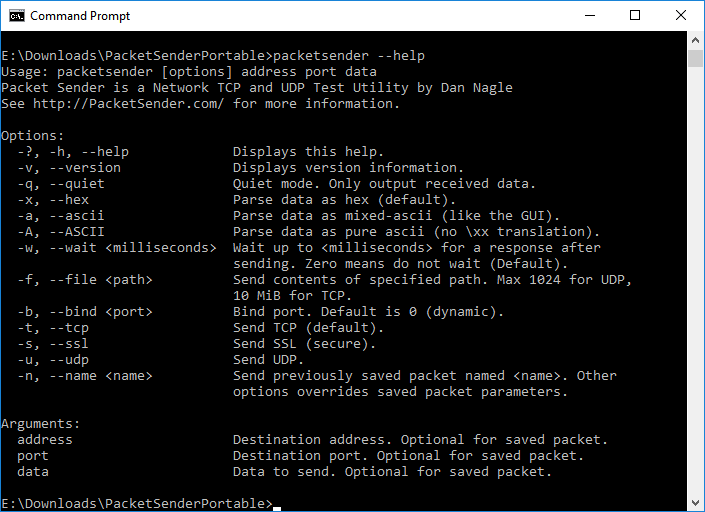 Command Prompt
E:\Downloads\PacketSenderPortable>packetsender --help
Usage: packetsender [options] address port data
Packet Sender is a Network TCP and UDP Test Utility by Dan Nagle
See http://PacketSender.com/ for more information.
Options:
-?, -h, --help Displays this help.
-v, --version Displays version information.
-q, --quiet Quiet mode. Only output received data.
-x, --hex Parse data as hex (default).
-a, --ascii Parse data as mixed-ascii (like the GUI).
-A, --ASCII Parse data as pure ascii (no \xx translation).
-w, --wait <milliseconds> Wait up to <milliseconds> for a response after
sending. Zero means do not wait (Default).
-f, --file <path> Send contents of specified path. Max 1024 for UDP,
10 MiB for TCP.
-b, --bind <port> Bind port. Default is 0 (dynamic).
-t, --tcp Send TCP (default).
-s, --ssl Send SSL (secure).
-u, --udp Send UDP.
-n, --name <name> Send previously saved packet named <name>. Other
options overrides saved packet parameters.
Arguments:
address Destination address. Optional for saved packet.
port Destination port. Optional for saved packet.
data Data to send. Optional for saved packet.
E:\Downloads\PacketSenderPortable>